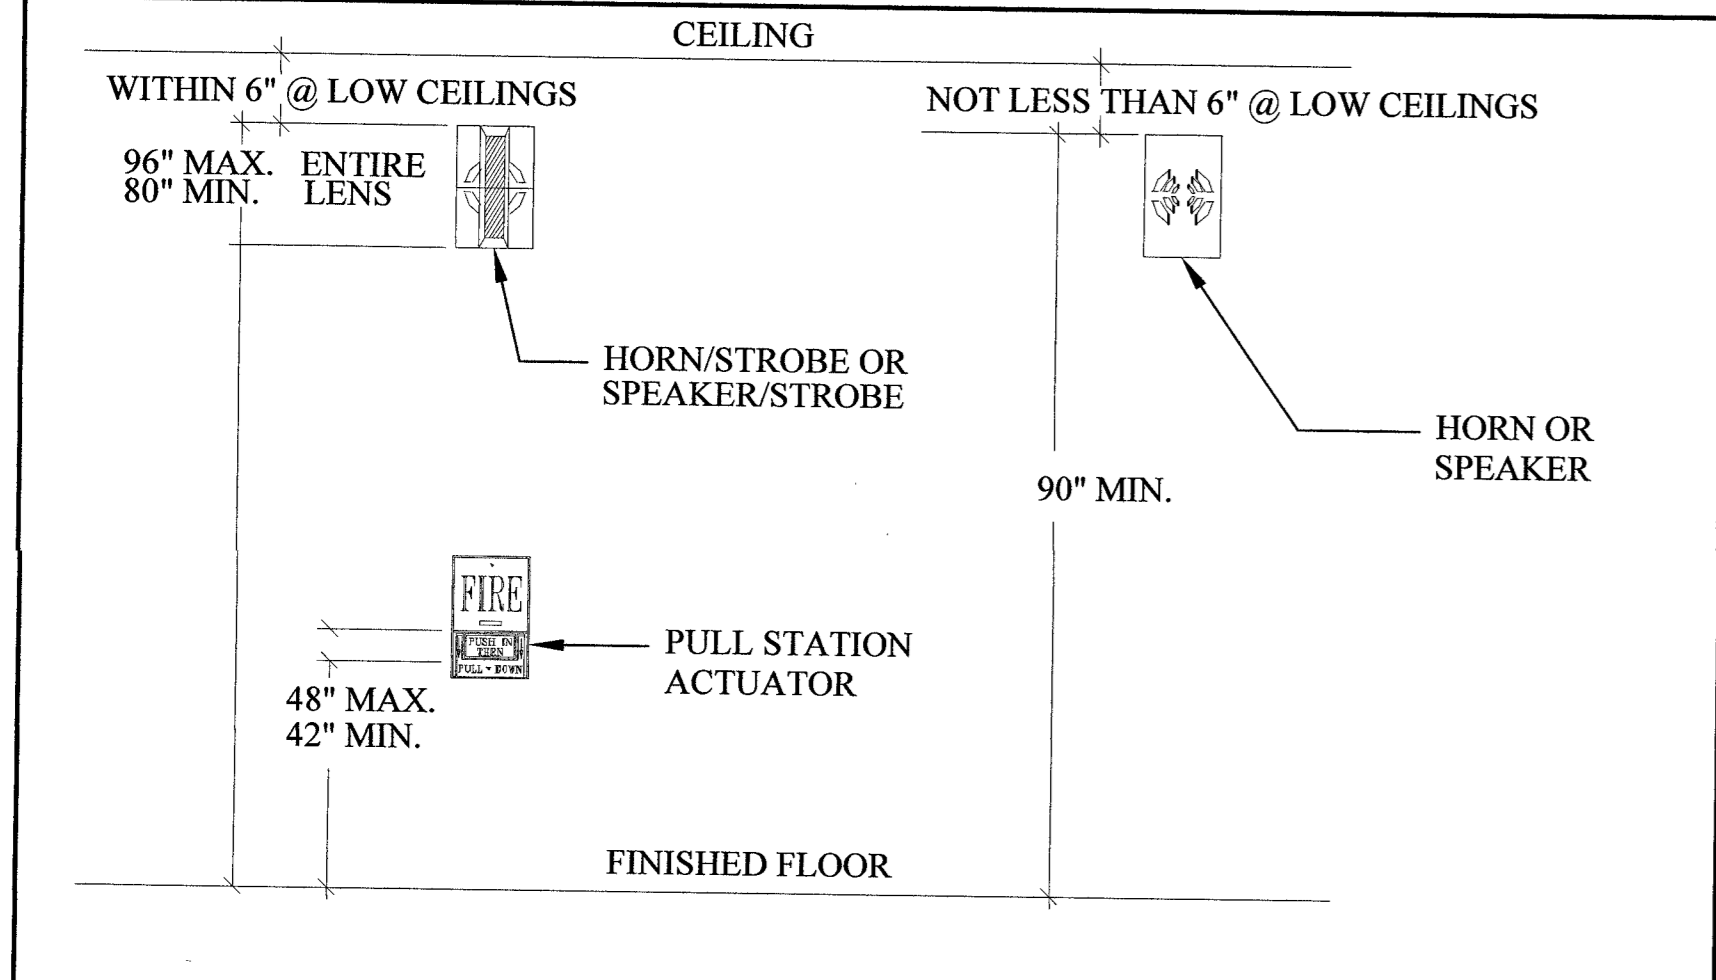 CEILING
WITHIN 6" @ LOW CEILINGS
NOT LESS THAN 6" @ LOW CEILINGS
96" MAX. ENTIRE
80" MIN. LENS
HORN/STROBE OR
SPEAKER/STROBE
HORN OR
SPEAKER
90" MIN.
FIRE
PUSH IN
THEN
PULL DOWN
PULL STATION
ACTUATOR
48" MAX.
42" MIN.
FINISHED FLOOR